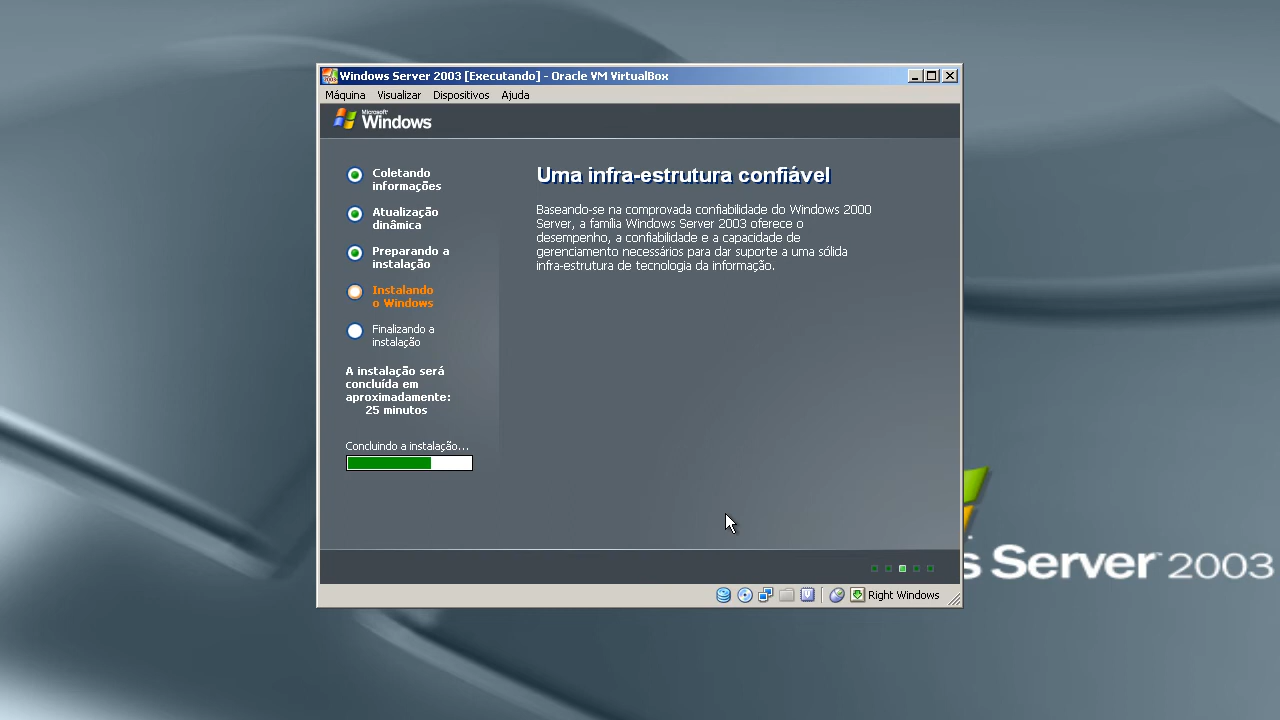 Windows Server 2003 [Executando] - Oracle VM VirtualBox
Máquina Visualizar Dispositivos Ajuda
Microsoft
Windows
Coletando
informações
Atualização
dinâmica
Preparando a
instalação
Instalando
o Windows
Finalizando a
instalação
A instalação será
concluída em
aproximadamente:
25 minutos
Concluindo a instalação...
Uma infra-estrutura confiável
Baseando-se na comprovada confiabilidade do Windows 2000
Server, a família Windows Server 2003 oferece o
desempenho, a confiabilidade e a capacidade de
gerenciamento necessários para dar suporte a uma sólida
infra-estrutura de tecnologia da informação.
s Server 2003
Right Windows